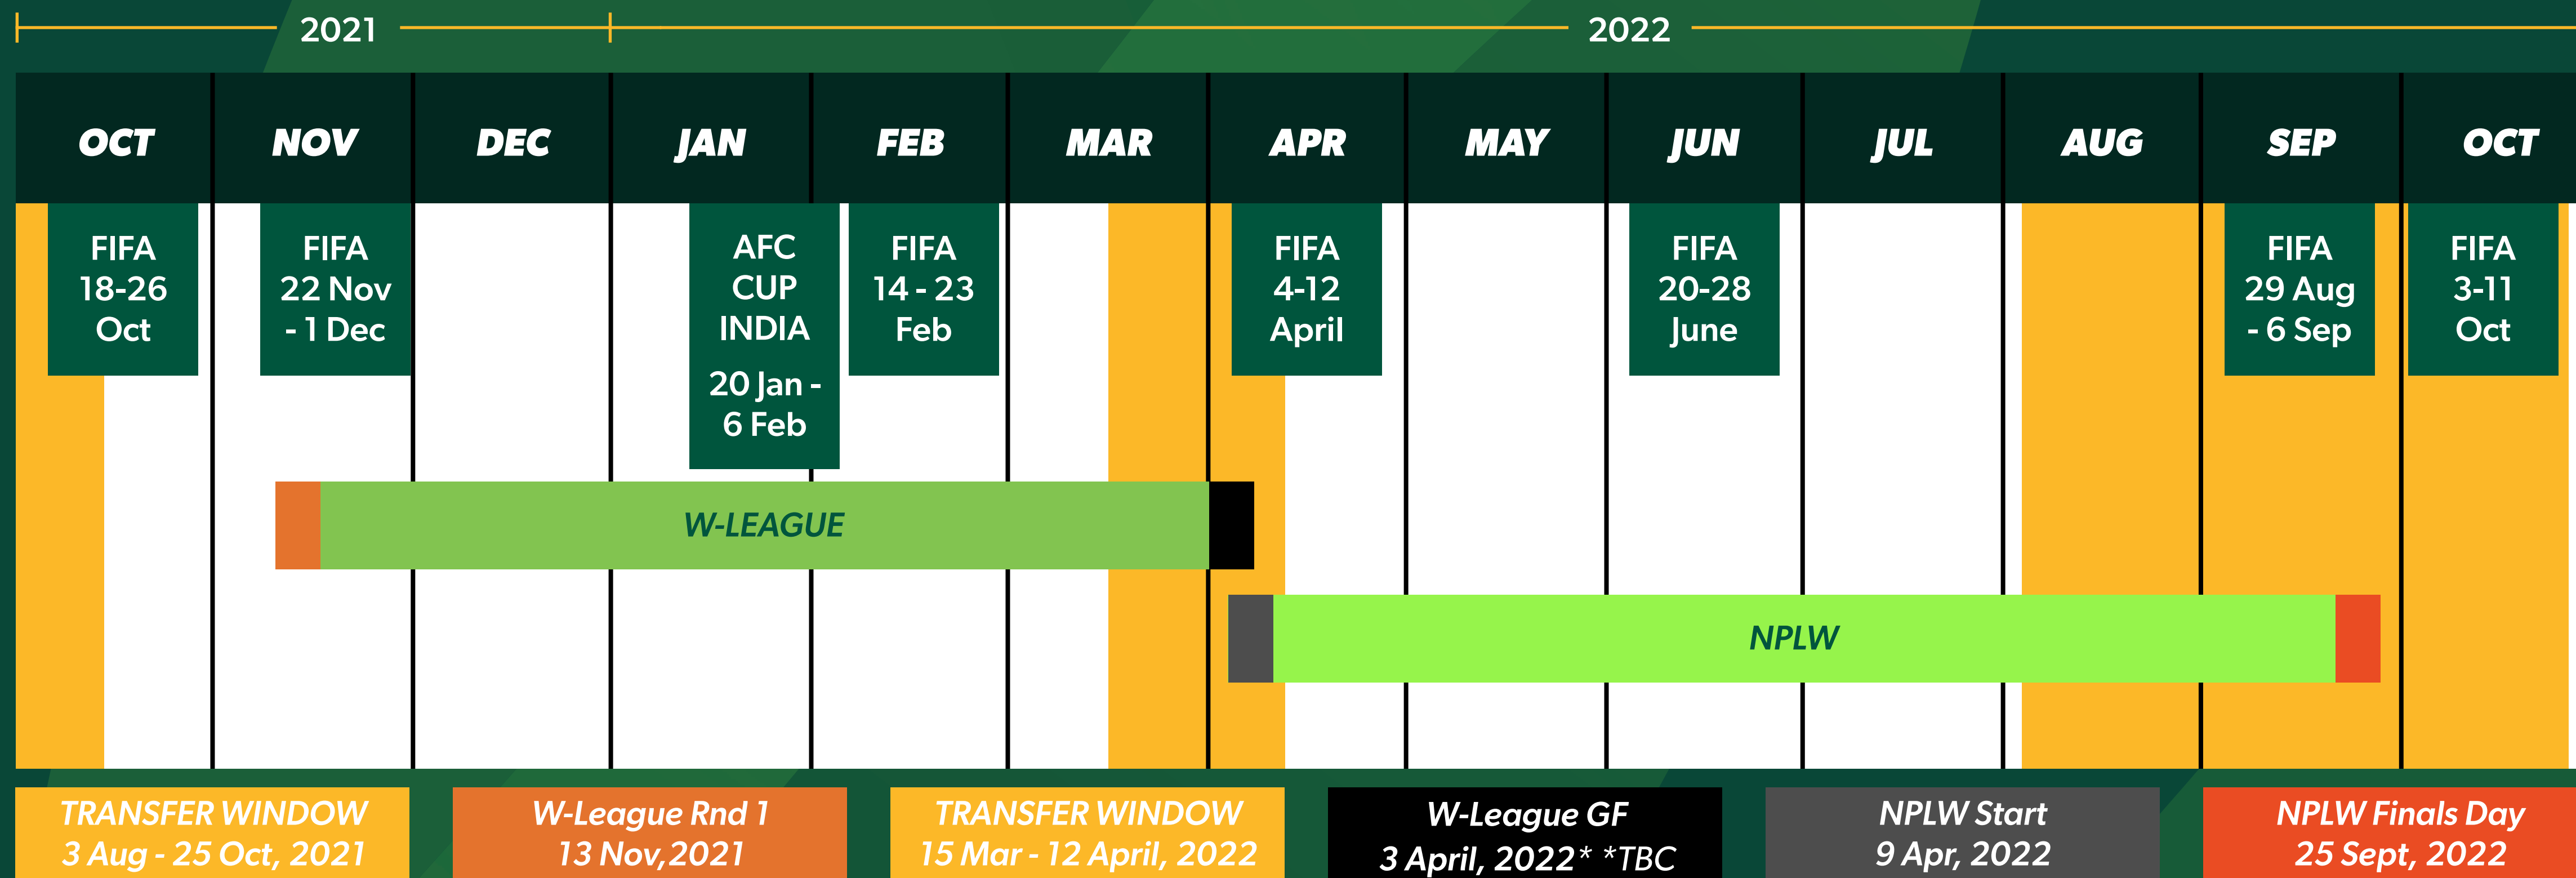 2021
2022
OCT
NOV
DEC
JAN
FEB
MAR
APR
MAY
JUN
JUL
AUG
SEP
OCT
FIFA
18-26
Oct
FIFA
22 Nov
- 1 Dec
AFC
CUP
INDIA
20 Jan -
6 Feb
FIFA
14 - 23
Feb
FIFA
4-12
April
FIFA
20-28
June
FIFA
29 Aug
- 6 Sep
FIFA
3-11
Oct
W-LEAGUE
NPLW
TRANSFER WINDOW
3 Aug - 25 Oct, 2021
W-League Rnd 1
13 Nov,2021
TRANSFER WINDOW
15 Mar - 12 April, 2022
W-League GF
3 April, 2022* *TBC
NPLW Start
9 Apr, 2022
NPLW Finals Day
25 Sept, 2022